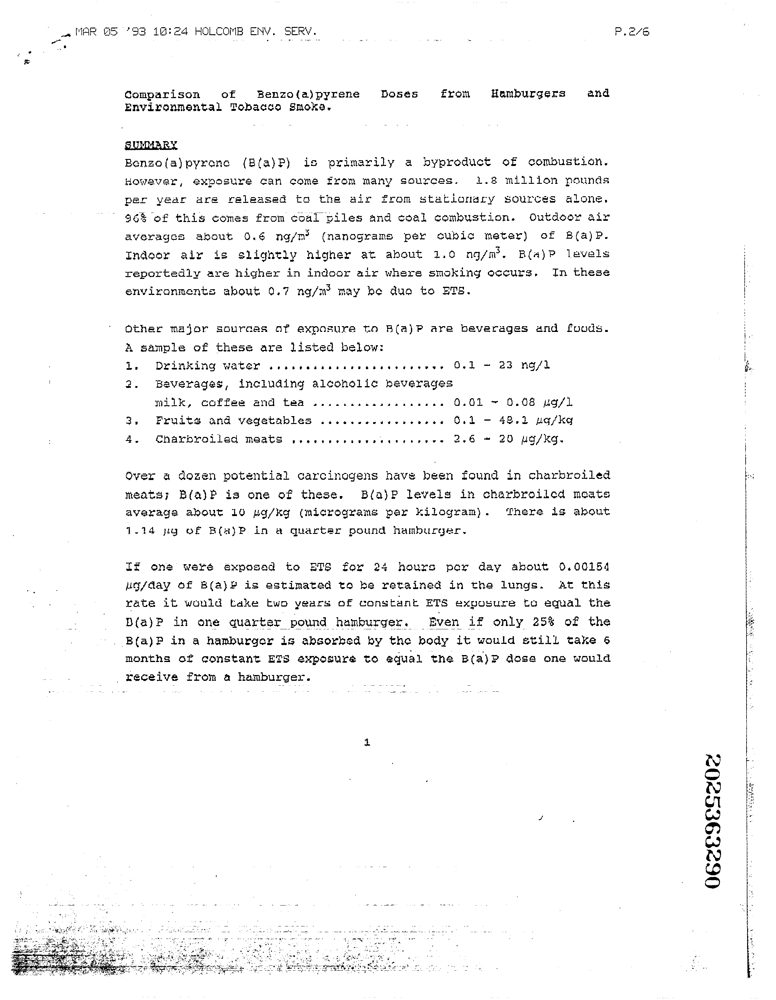 MAR 05 '93 10:24 HOLCOMB ENV. SERV. P.2/6
Comparison of Benzo(a)pyrene Doses from Hamburgers and
Environmental Tobacco Smoke.
SUMMARY
Benzo(a)pyrene (B(a)P) is primarily a byproduct of combustion.
However, exposure can come from many sources. 1.8 million pounds
per year are released to the air from stationary sources alone.
96% of this comes from coal piles and coal combustion. Outdoor air
averages about 0.6 ng/m³ (nanograms per cubic meter) of B(a)P.
Indoor air is slightly higher at about 1.0 ng/m³. B(a)P levels
reportedly are higher in indoor air where smoking occurs. In these
environments about 0.7 ng/m³ may be due to ETS.
Other major sources of exposure to B(a)P are beverages and foods.
A sample of these are listed below:
1. Drinking water ........................ 0.1 - 23 ng/l
2. Beverages, including alcoholic beverages
milk, coffee and tea .................. 0.01 - 0.08 µg/l
3. Fruits and vegetables ................. 0.1 - 48.1 µg/kg
4. Charbroiled meats ..................... 2.6 - 20 µg/kg.
Over a dozen potential carcinogens have been found in charbroiled
meats; B(a)P is one of these. B(a)P levels in charbroiled meats
average about 10 µg/kg (micrograms per kilogram). There is about
1.14 µg of B(a)P in a quarter pound hamburger.
If one were exposed to ETS for 24 hours per day about 0.00154
µg/day of B(a)P is estimated to be retained in the lungs. At this
rate it would take two years of constant ETS exposure to equal the
B(a)P in one quarter pound hamburger. Even if only 25% of the
B(a)P in a hamburger is absorbed by the body it would still take 6
months of constant ETS exposure to equal the B(a)P dose one would
receive from a hamburger.
1
2025363290